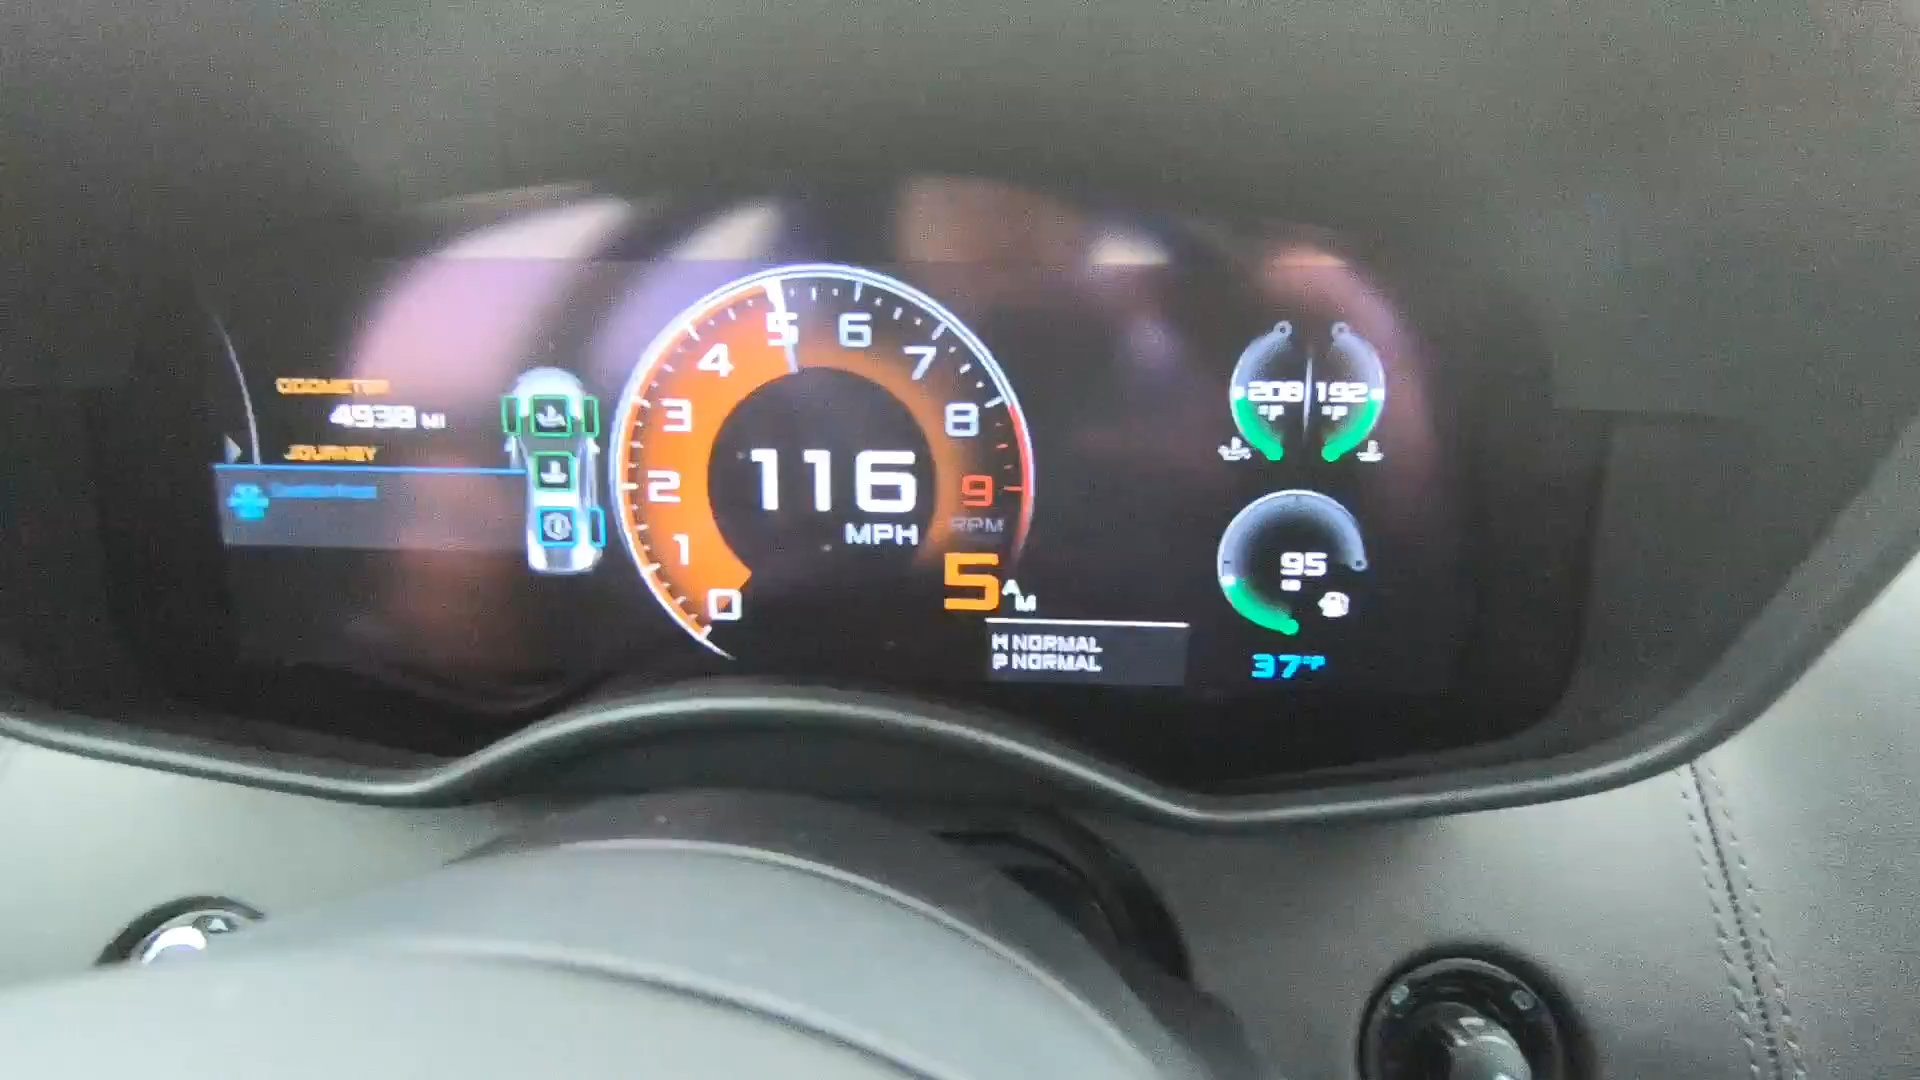 ODOMETER
4938 MI
JOURNEY
0
1
2
3
4
5
6
7
8
9
RPM
116
MPH
5 A M
H NORMAL
P NORMAL
208 °F
192 °F
95
37°F